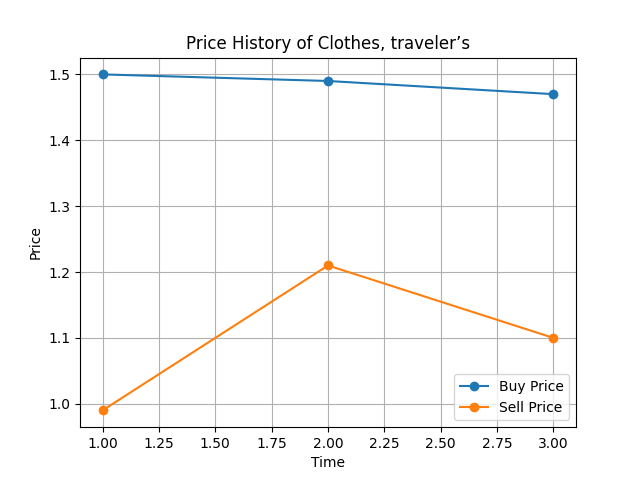 Price History of Clothes, traveler’s
Price
1.5
1.4
1.3
1.2
1.1
1.0
Buy Price
Sell Price
1.00 1.25 1.50 1.75 2.00 2.25 2.50 2.75 3.00
Time